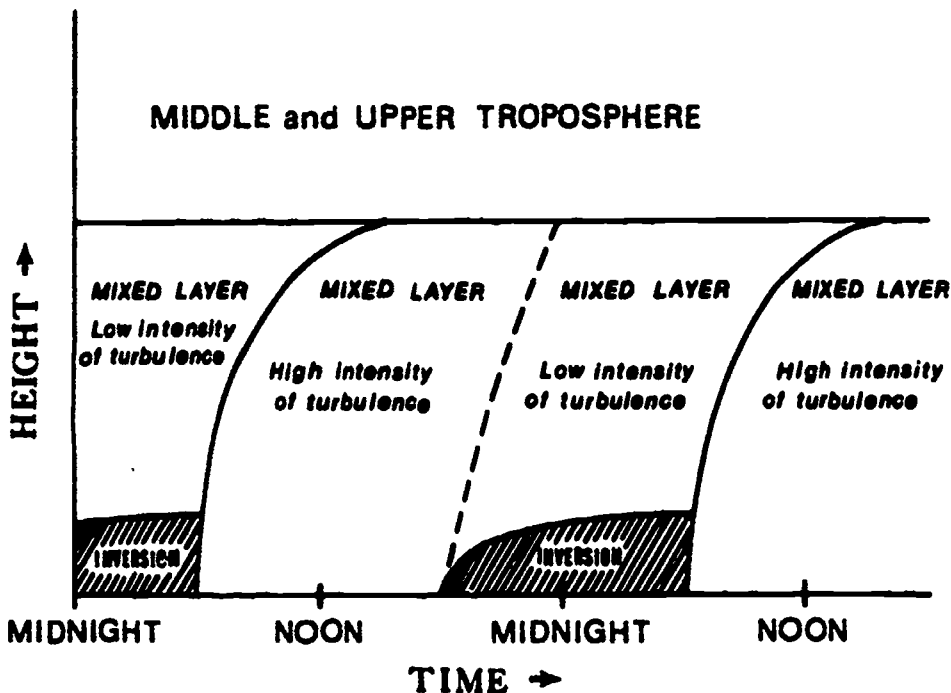 MIDDLE and UPPER TROPOSPHERE
HEIGHT →
MIXED LAYER
Low intensity
of turbulence
MIXED LAYER
High intensity
of turbulence
MIXED LAYER
Low intensity
of turbulence
MIXED LAYER
High intensity
of turbulence
INVERSION
INVERSION
MIDNIGHT
NOON
MIDNIGHT
NOON
TIME →